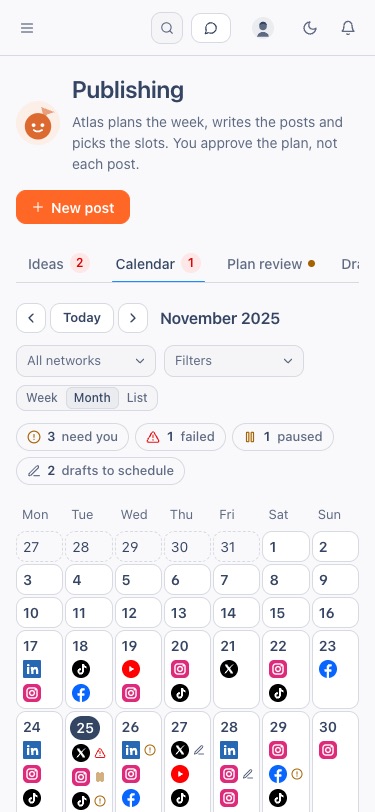 Publishing
Atlas plans the week, writes the posts and
picks the slots. You approve the plan, not
each post.
+ New post
Ideas 2 Calendar 1 Plan review Dra
Today November 2025
All networks Filters
Week Month List
3 need you 1 failed 1 paused
2 drafts to schedule
Mon Tue Wed Thu Fri Sat Sun
27 28 29 30 31 1 2
3 4 5 6 7 8 9
10 11 12 13 14 15 16
17 18 19 20 21 22 23
24 25 26 27 28 29 30